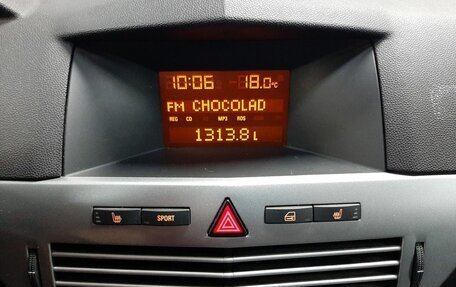 10:06 -18.0°C
FM CHOCOLAD
REG CD MP3 RDS
1313.8 l
SPORT